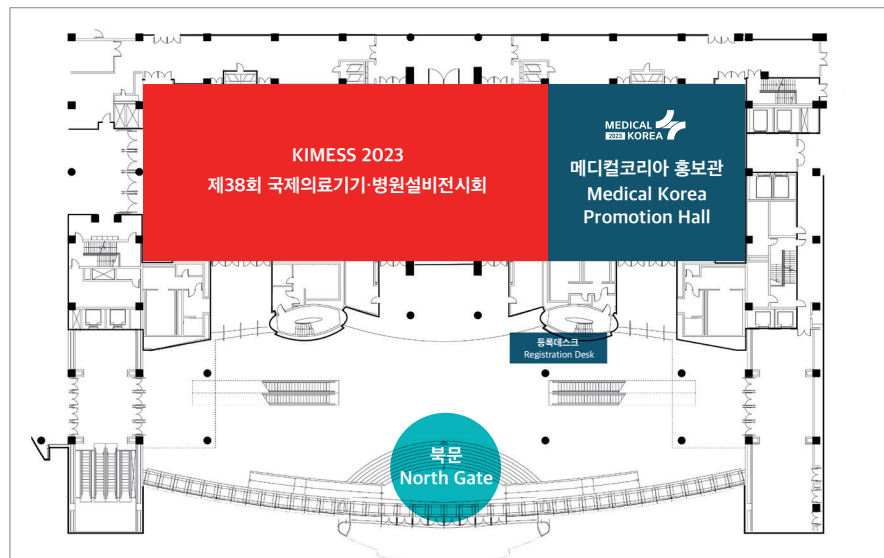 KIMESS 2023
제38회 국제의료기기·병원설비전시회
MEDICAL
2023 KOREA
메디컬코리아 홍보관
Medical Korea
Promotion Hall
등록데스크
Registration Desk
북문
North Gate